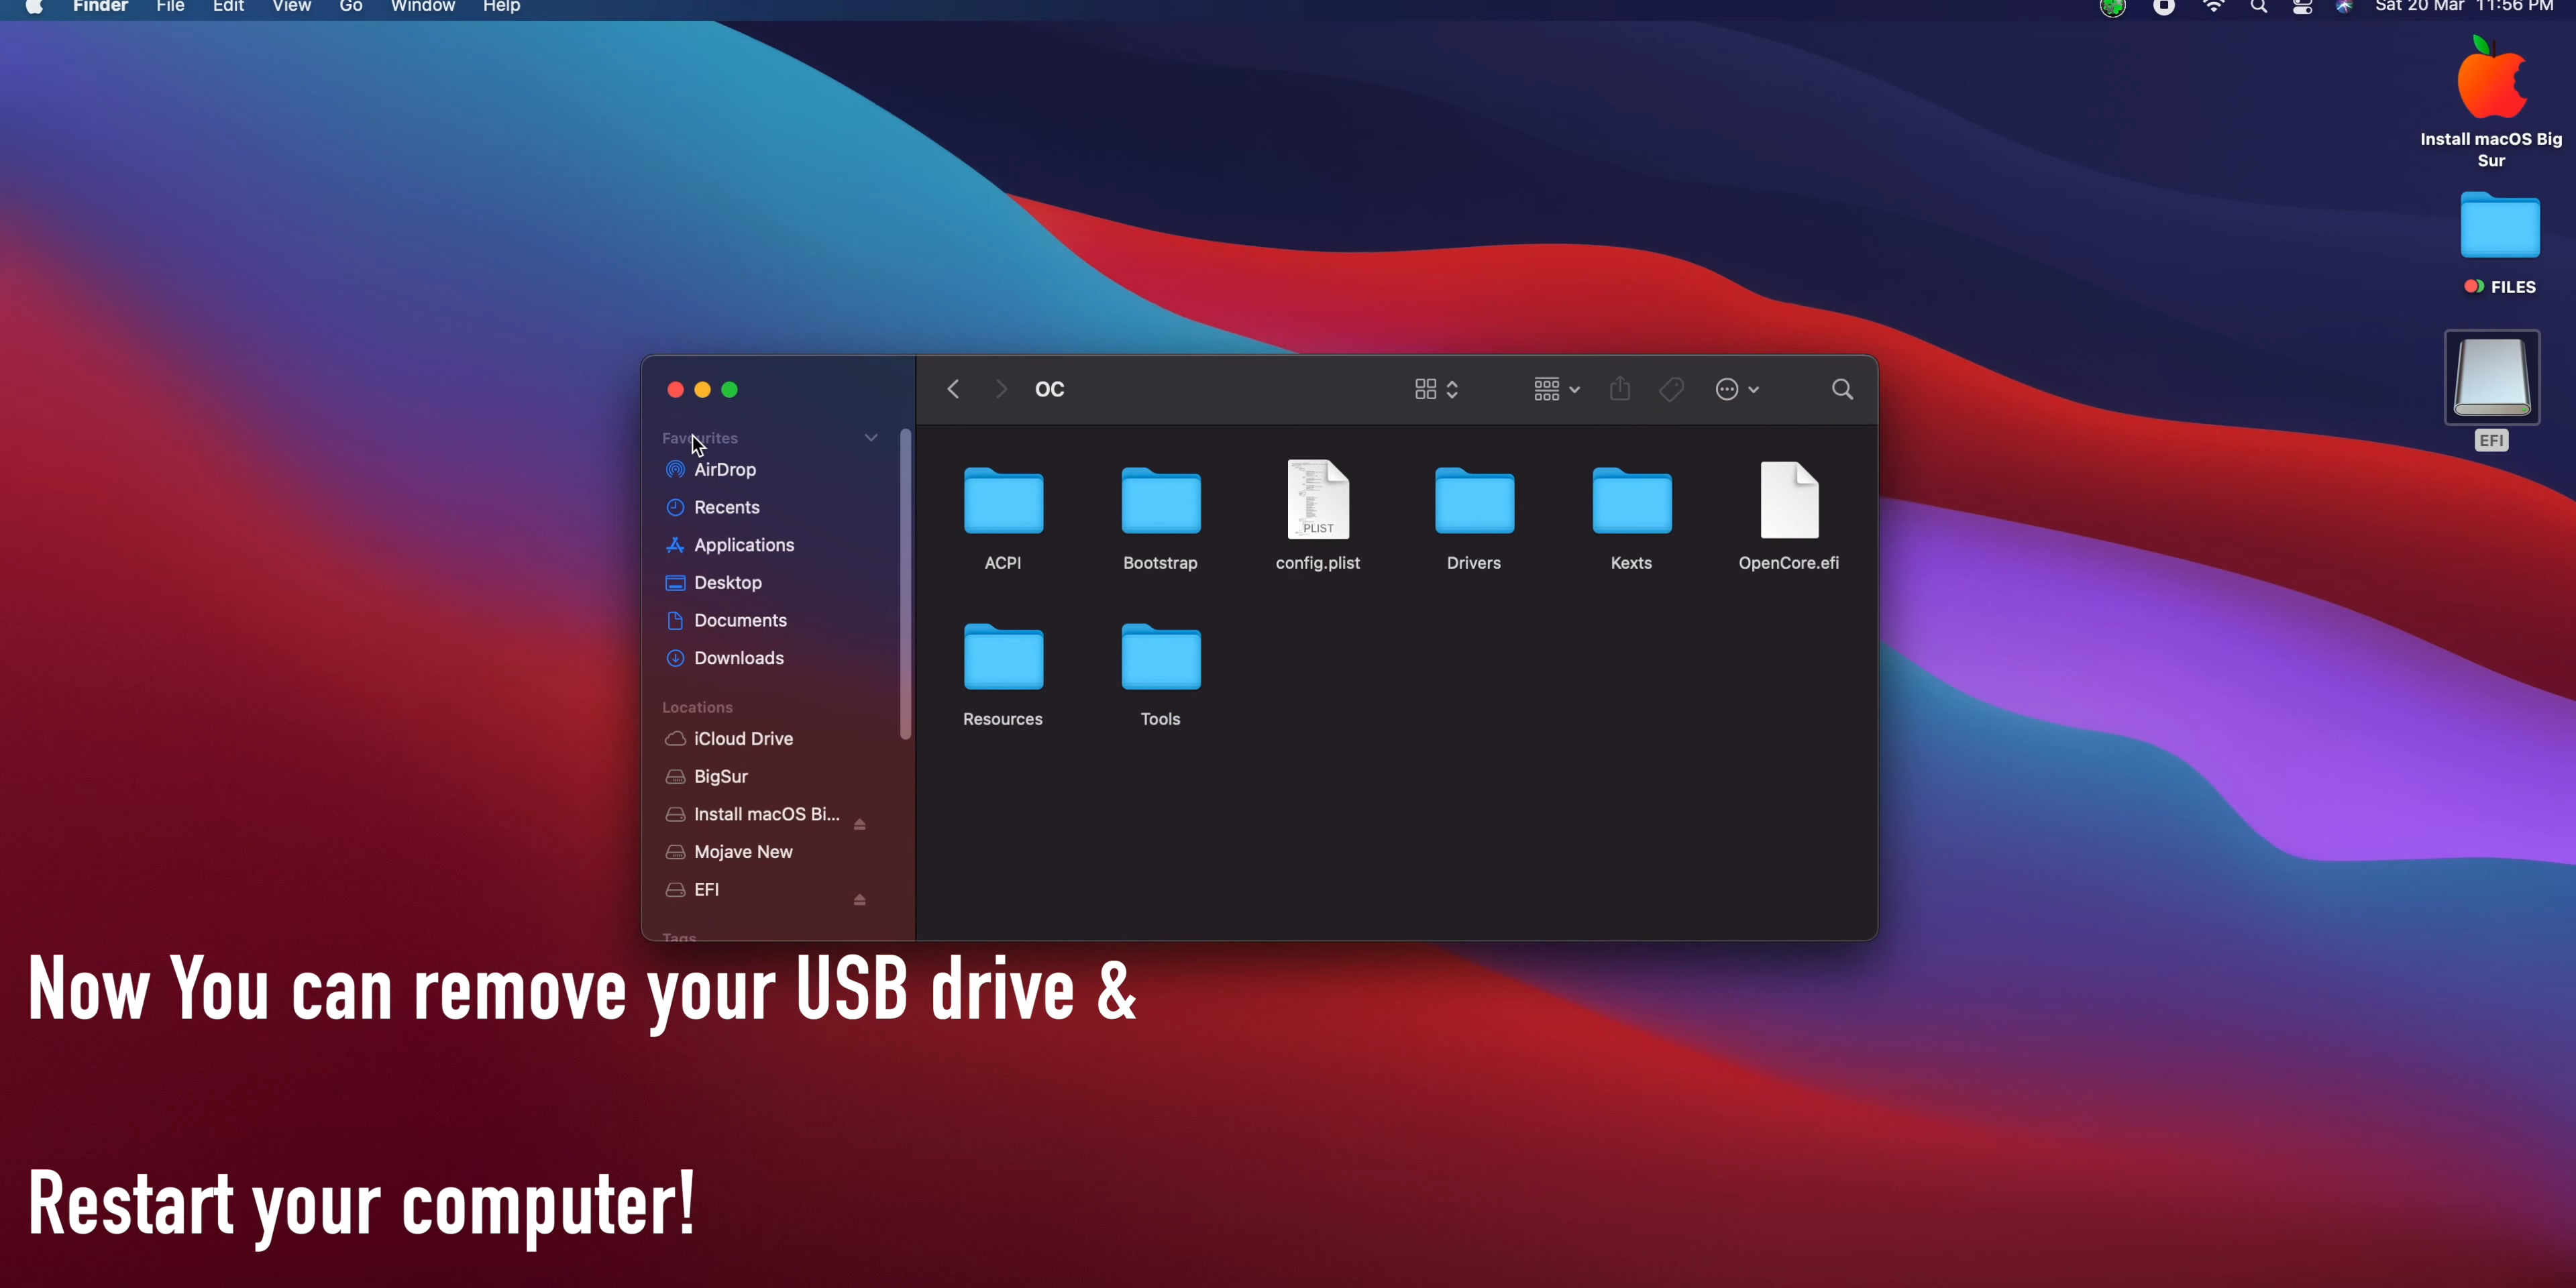 Finder File Edit View Go Window Help
Sat 20 Mar 11:56 PM
Install macOS Big
Sur
FILES
EFI
OC
Favourites
AirDrop
Recents
Applications
Desktop
Documents
Downloads
Locations
iCloud Drive
BigSur
Install macOS Bi...
Mojave New
EFI
Tags
ACPI
Bootstrap
PLIST
config.plist
Drivers
Kexts
OpenCore.efi
Resources
Tools
Now You can remove your USB drive &
Restart your computer!